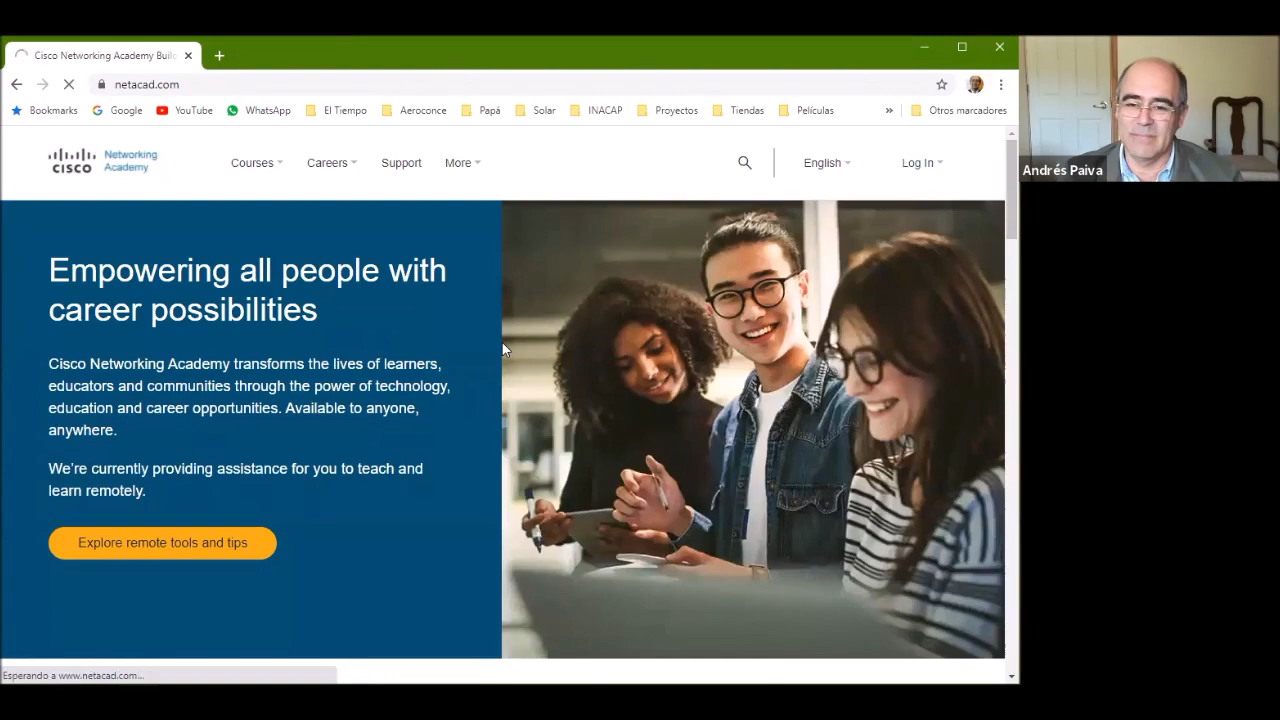 Cisco Networking Academy Buil
netacad.com
Bookmarks Google YouTube WhatsApp El Tiempo Aeroconce Papá Solar INACAP Proyectos Tiendas Películas » Otros marcadores
CISCO Networking Academy
Courses Careers Support More English Log In
Andrés Paiva
Empowering all people with
career possibilities
Cisco Networking Academy transforms the lives of learners,
educators and communities through the power of technology,
education and career opportunities. Available to anyone,
anywhere.
We're currently providing assistance for you to teach and
learn remotely.
Explore remote tools and tips
Esperando a www.netacad.com...